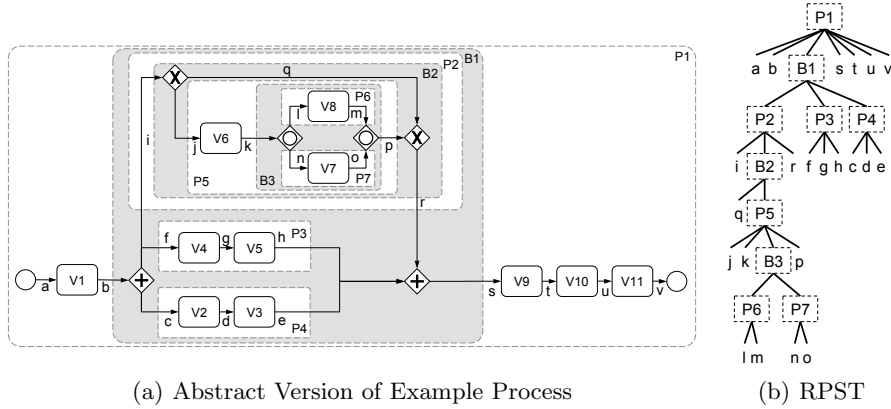 P1
B1
P2
B2
q
P6
l
V8
m
i
j
V6
k
p
n
V7
o
P7
B3
P5
r
f
V4
g
V5
h
P3
a
V1
b
s
V9
t
V10
u
V11
v
c
V2
d
V3
e
P4
(a) Abstract Version of Example Process
P1
a b B1 s t u v
P2 P3 P4
i B2 r f g h c d e
q P5
j k B3 p
P6 P7
l m n o
(b) RPST